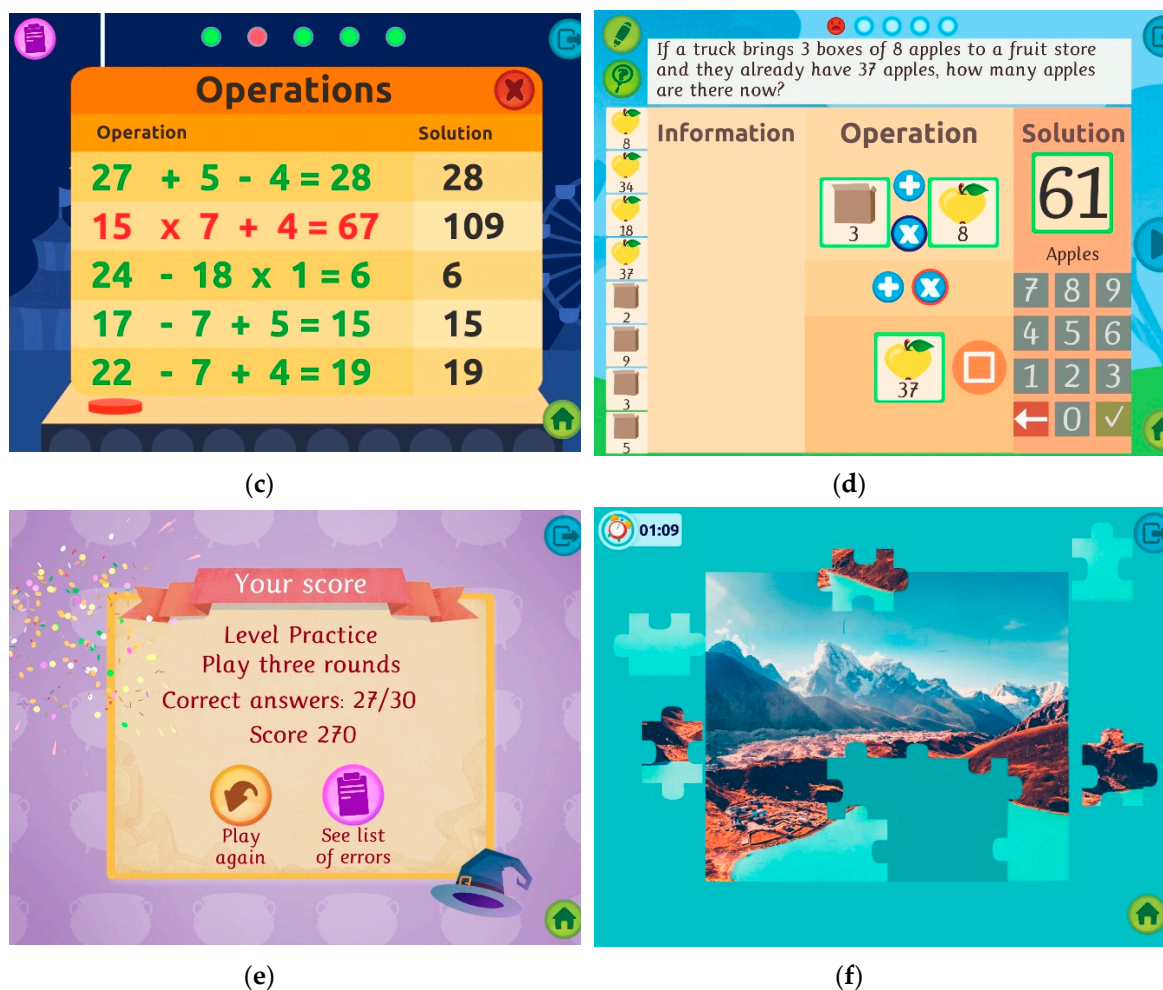 Operations
Operation Solution
27 + 5 - 4 = 28 28
15 x 7 + 4 = 67 109
24 - 18 x 1 = 6 6
17 - 7 + 5 = 15 15
22 - 7 + 4 = 19 19
(c)
If a truck brings 3 boxes of 8 apples to a fruit store
and they already have 37 apples, how many apples
are there now?
8
34
18
37
2
9
3
5
Information
Operation
3 + x 8
+ x
37
Solution
61
Apples
7 8 9
4 5 6
1 2 3
0
(d)
Your score
Level Practice
Play three rounds
Correct answers: 27/30
Score 270
Play
again
See list
of errors
(e)
01:09
(f)